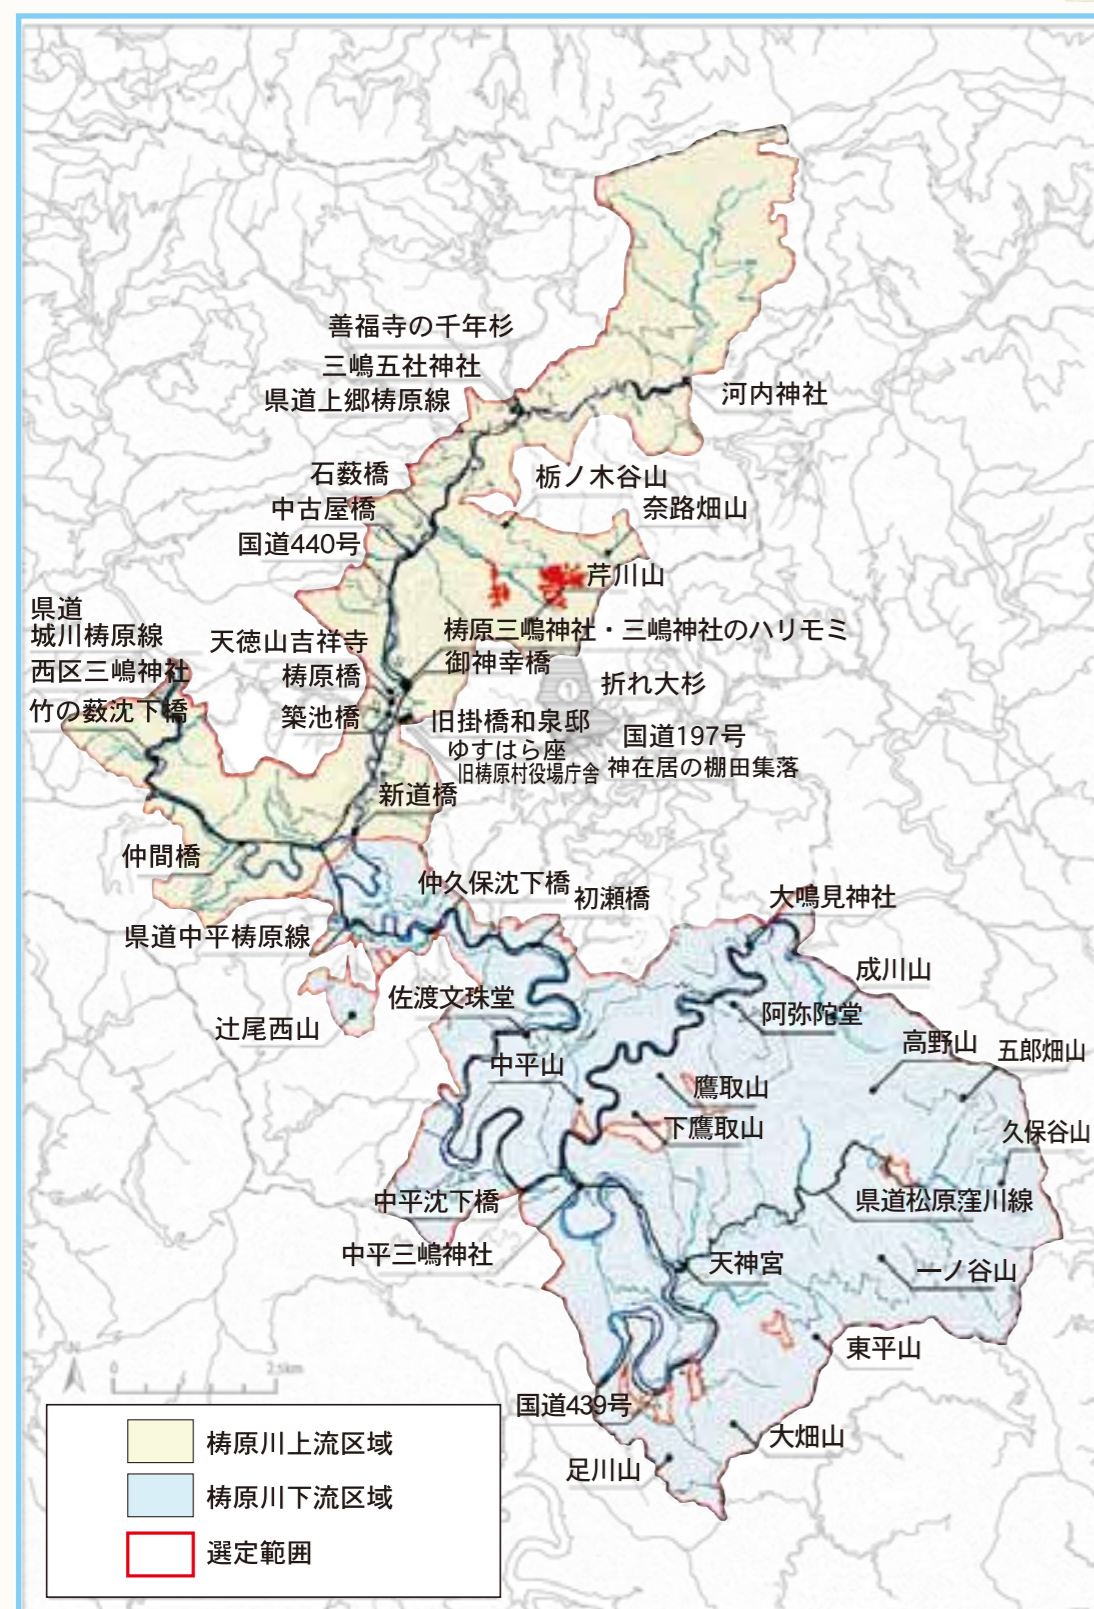 善福寺の千年杉
三嶋五社神社
県道上郷梼原線
河内神社
石薮橋
栃ノ木谷山
中古屋橋
奈路畑山
国道440号
芹川山
県道
城川梼原線
西区三嶋神社
竹の薮沈下橋
天徳山吉祥寺
梼原三嶋神社・三嶋神社のハリモミ
御神幸橋
梼原橋
折れ大杉
築池橋
旧掛橋和泉邸
ゆすはら座
旧梼原村役場庁舎
国道197号
神在居の棚田集落
新道橋
仲間橋
仲久保沈下橋
初瀬橋
大鳴見神社
県道中平梼原線
成川山
佐渡文珠堂
阿弥陀堂
辻尾西山
高野山
五郎畑山
中平山
鷹取山
下鷹取山
久保谷山
中平沈下橋
県道松原窪川線
中平三嶋神社
天神宮
一ノ谷山
東平山
国道439号
大畑山
足川山
N
0
2.5km
梼原川上流区域
梼原川下流区域
選定範囲